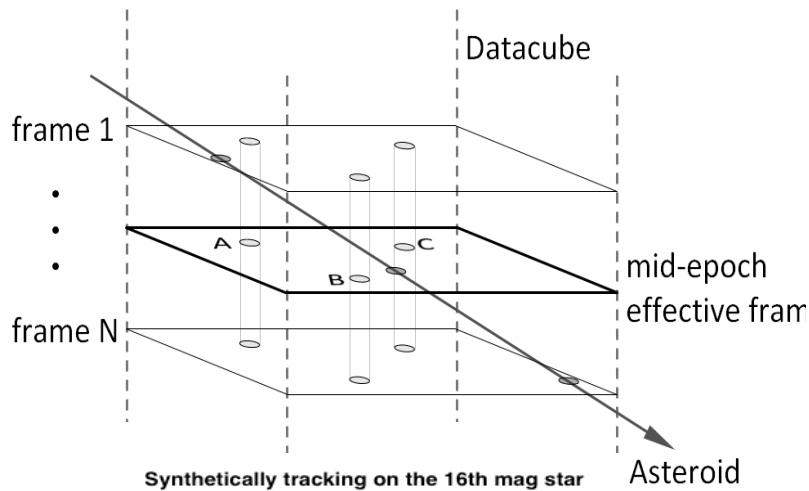 Datacube
frame 1
A
C
B
mid-epoch
effective fram
frame N
Asteroid
Synthetically tracking on the 16th mag star